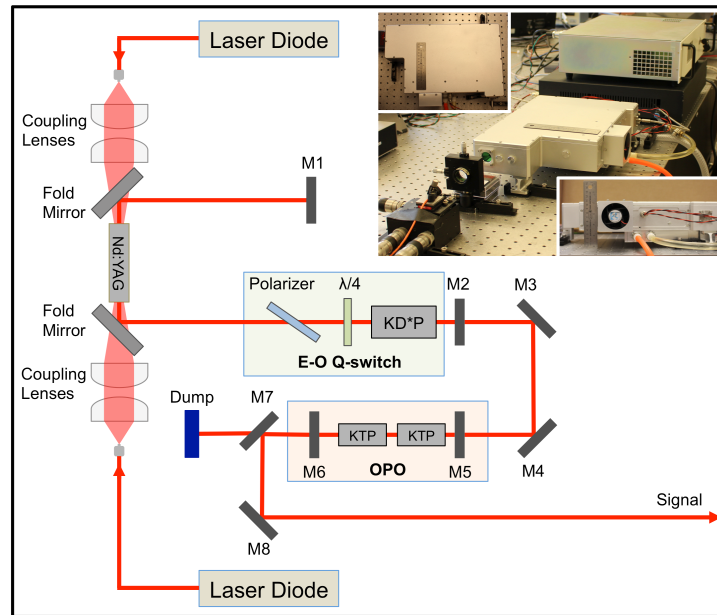 Laser Diode
Coupling
Lenses
M1
Fold
Mirror
Nd:YAG
Polarizer
λ/4
M2
M3
Fold
Mirror
KD*P
E-O Q-switch
Coupling
Lenses
Dump
M7
KTP
KTP
M6
OPO
M5
M4
Signal
M8
Laser Diode